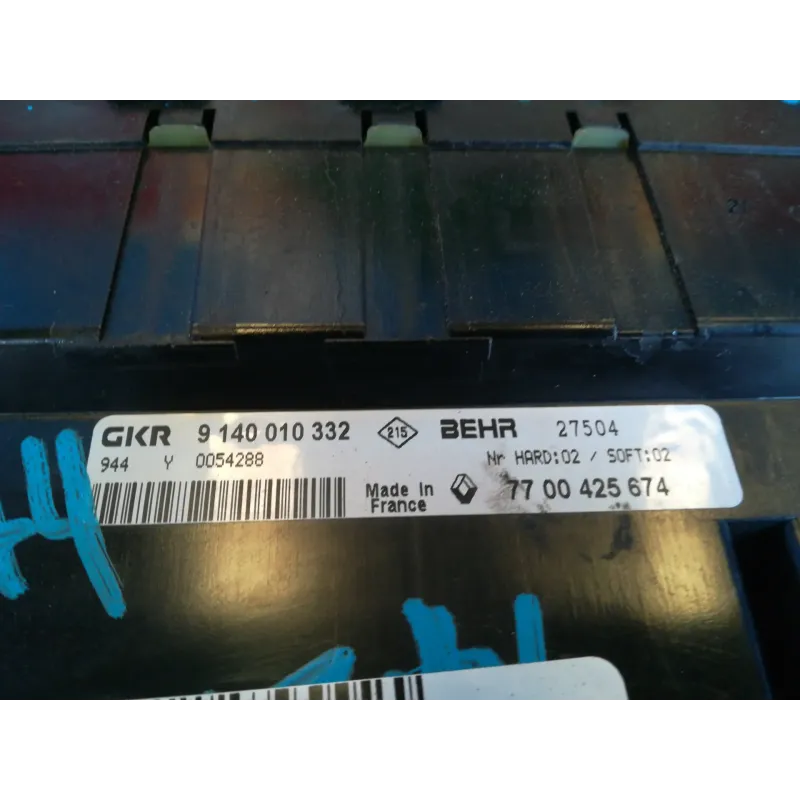 21
GKR 9 140 010 332 215 BEHR 27504
944 Y 0054288 Nr HARD:02 / SOFT:02
Made in France 77 00 425 674